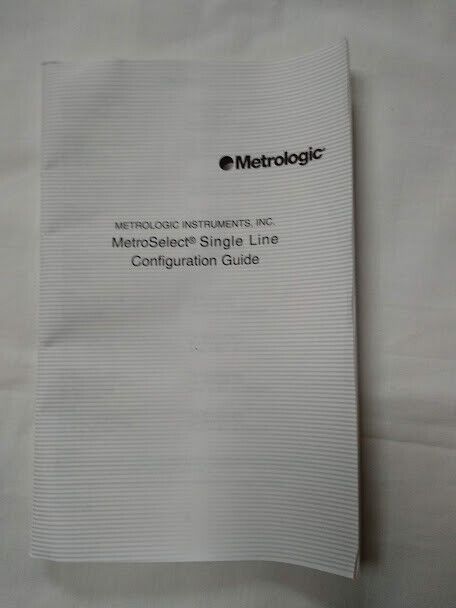 Metrologic®
METROLOGIC INSTRUMENTS, INC.
MetroSelect® Single Line
Configuration Guide